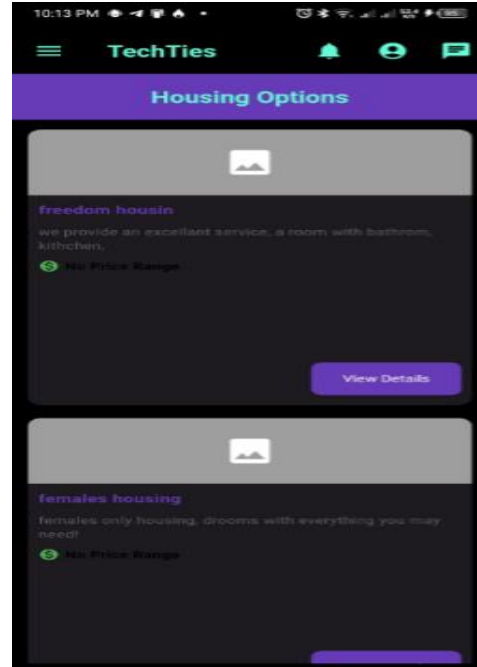 10:13 PM
TechTies
Housing Options
freedom housin
we provide an excellant service, a room with bathrom,
kithchen,
No Price Range
View Details
females housing
females only housing, drooms with everything you may
need!
No Price Range